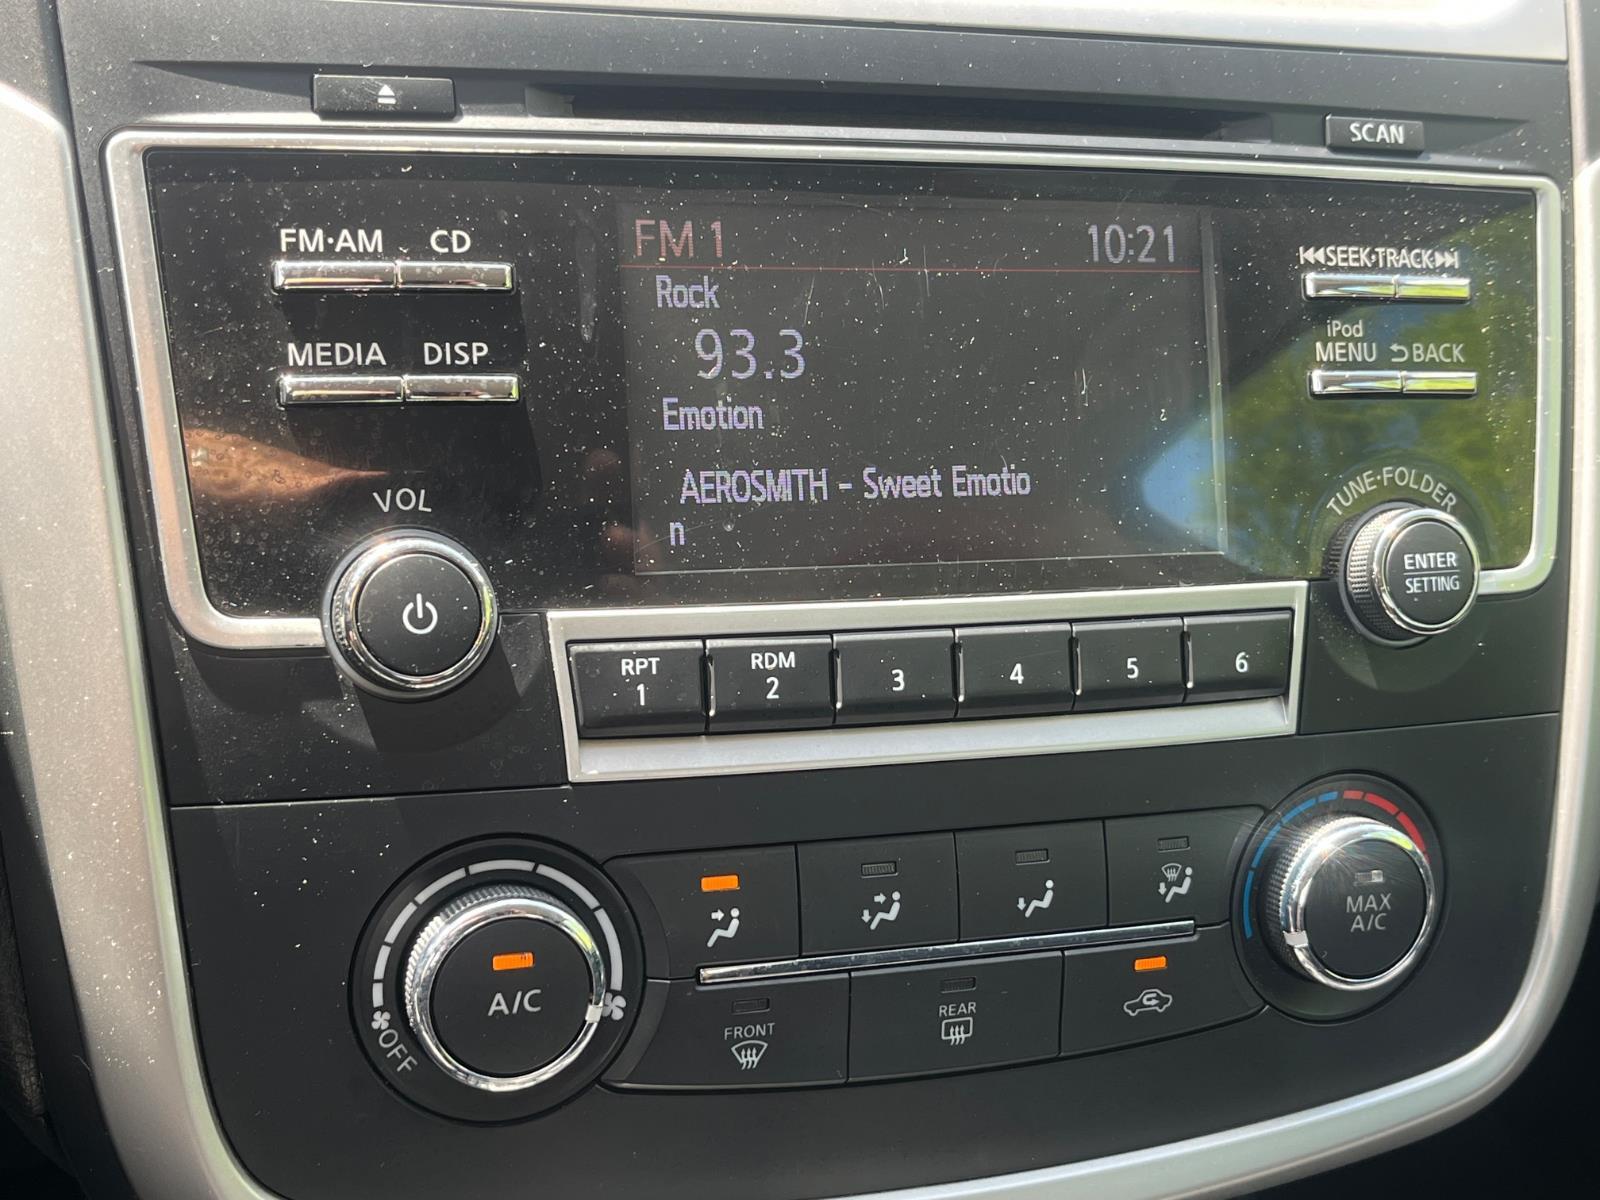 SCAN
FM·AM CD
MEDIA DISP
VOL
FM 1 10:21
Rock
93.3
Emotion
AEROSMITH - Sweet Emotio
n
SEEK·TRACK
iPod
MENU BACK
TUNE·FOLDER
ENTER
SETTING
RPT
1
RDM
2
3
4
5
6
A/C
OFF
FRONT
REAR
MAX
A/C